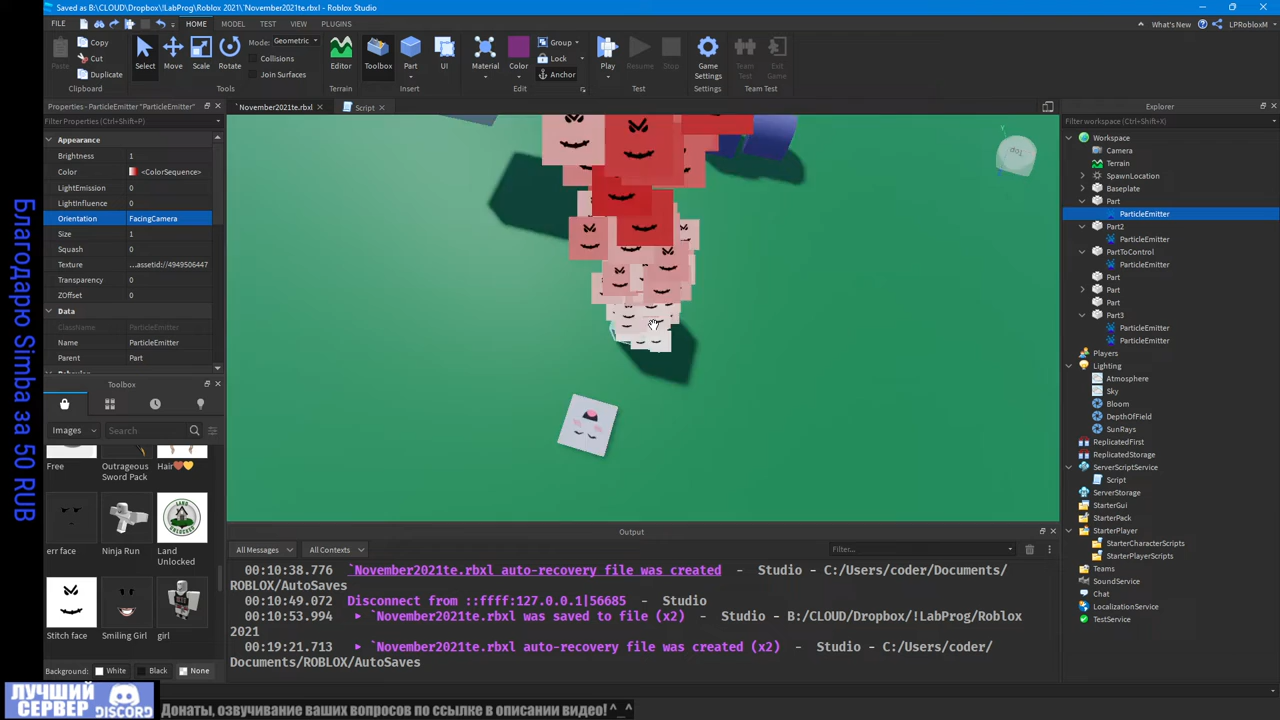 Saved as B:\CLOUD\Dropbox\!LabProg\Roblox 2021\`November2021te.rbxl - Roblox Studio
FILE
HOME
MODEL
TEST
VIEW
PLUGINS
What's New
LPRobloxM
Paste
Copy
Cut
Duplicate
Clipboard
Select
Move
Scale
Rotate
Mode: Geometric
Collisions
Join Surfaces
Tools
Editor
Terrain
Toolbox
Part
UI
Insert
Material
Color
Group
Lock
Anchor
Edit
Play
Resume
Stop
Test
Game Settings
Settings
Team Test
Exit Game
Team Test
Properties - ParticleEmitter "ParticleEmitter"
Filter Properties (Ctrl+Shift+P)
Appearance
Brightness 1
Color <ColorSequence>
LightEmission 0
LightInfluence 0
Orientation FacingCamera
Size 1
Squash 0
Texture ...assetid://4949506447
Transparency 0
ZOffset 0
Data
ClassName ParticleEmitter
Name ParticleEmitter
Parent Part
Toolbox
Images
Search
Free
Outrageous Sword Pack
Hair
err face
Ninja Run
Land Unlocked
LAND UNLOCKED
Stitch face
Smiling Girl
girl
Background: White Black None
`November2021te.rbxl
Script
TOP
Y
Output
All Messages
All Contexts
Filter...
00:10:38.776 `November2021te.rbxl auto-recovery file was created - Studio - C:/Users/coder/Documents/
ROBLOX/AutoSaves
00:10:49.072 Disconnect from ::ffff:127.0.0.1|56685 - Studio
00:10:53.994 ▶ `November2021te.rbxl was saved to file (x2) - Studio - B:/CLOUD/Dropbox/!LabProg/Roblox
2021
00:19:21.713 ▶ `November2021te.rbxl auto-recovery file was created (x2) - Studio - C:/Users/coder/
Documents/ROBLOX/AutoSaves
Explorer
Filter workspace (Ctrl+Shift+X)
Workspace
Camera
Terrain
SpawnLocation
Baseplate
Part
ParticleEmitter
Part2
ParticleEmitter
PartToControl
ParticleEmitter
Part
Part
Part
Part3
ParticleEmitter
ParticleEmitter
Players
Lighting
Atmosphere
Sky
Bloom
DepthOfField
SunRays
ReplicatedFirst
ReplicatedStorage
ServerScriptService
Script
ServerStorage
StarterGui
StarterPack
StarterPlayer
StarterCharacterScripts
StarterPlayerScripts
Teams
SoundService
Chat
LocalizationService
TestService
Благодарю Simba за 50 RUB
ЛУЧШИЙ
СЕРВЕР DISCORD
Донаты, озвучивание ваших вопросов по ссылке в описании видео! ^_^